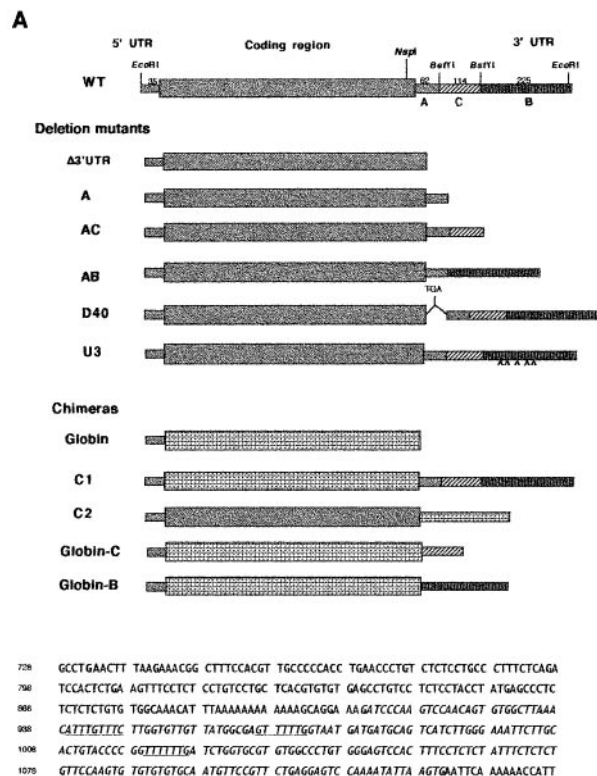 A
5' UTR Coding region 3' UTR
EcoRI NspI BstYI BstYI EcoRI
WT 35 62 114 225
A C B
Deletion mutants
Δ3'UTR
A
AC
AB
TGA
D40
U3
AA A AA
Chimeras
Globin
C1
C2
Globin-C
Globin-B
728 GCCTGAACTT TAAGAAACGG CTTTCCACGT TGCCCCCACC TGAACCCTGT CTCTCCTGCC CTTTCTCAGA
798 TCCACTCTGA AGTTTCCTCT CCTGTCCTGC TCACGTGTGT GAGCCTGTCC TCTCCTACCT ATGAGCCCTC
868 TCTCTCTGTG TGGCAAACAT TTAAAAAAAA AAAAGCAGGA AAGATCCCAA GTCCAACAGT GTGGCTTAAA
938 CATTTGTTTC TTGGTGTTGT TATGGCGAGT TTTTGGTAAT GATGATGCAG TCATCTTGGG AAATTCTTGC
1008 ACTGTACCCC GGTTTTTTGA TCTGGTGCGT GTGGCCCTGT GGGAGTCCAC TTTCCTCTCT ATTTCTCTCT
1078 GTTCCAAGTG TGTGTGTGCA ATGTTCCGTT CTGAGGAGTC CAAAATATTA AGTGAATTCA AAAAACCATT